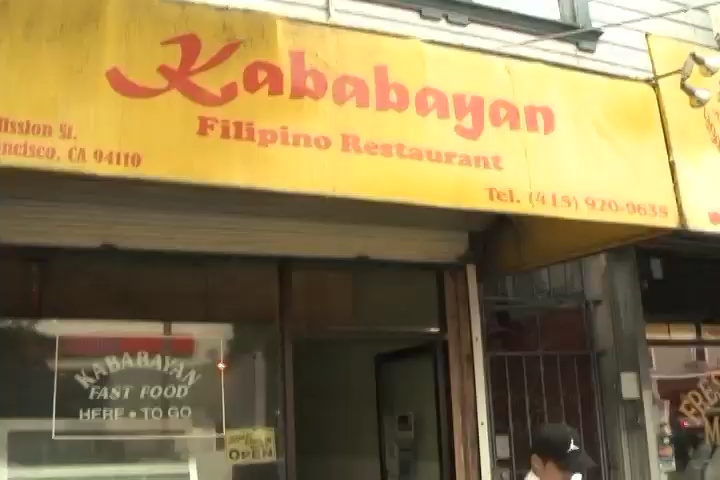 Kababayan
Filipino Restaurant
Mission St.
ncisco, CA 94110
Tel. (415) 920-9635
KABABAYAN
FAST FOOD
HERE • TO GO
OPEN